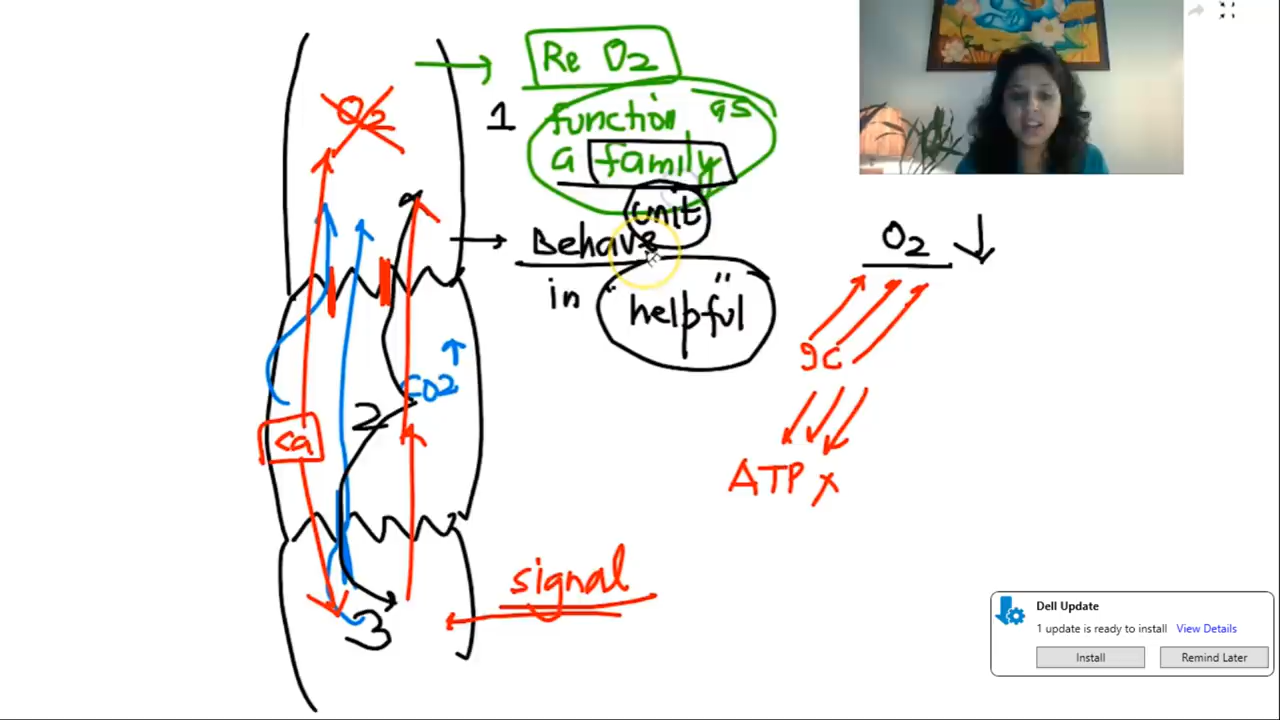 Re O2
1 function as
a family
unit
Behave
in "helpful"
O2
O2 ↓
gc
ATP x
CO2 ↑
2
Ca
signal
3
Dell Update
1 update is ready to install View Details
Install Remind Later